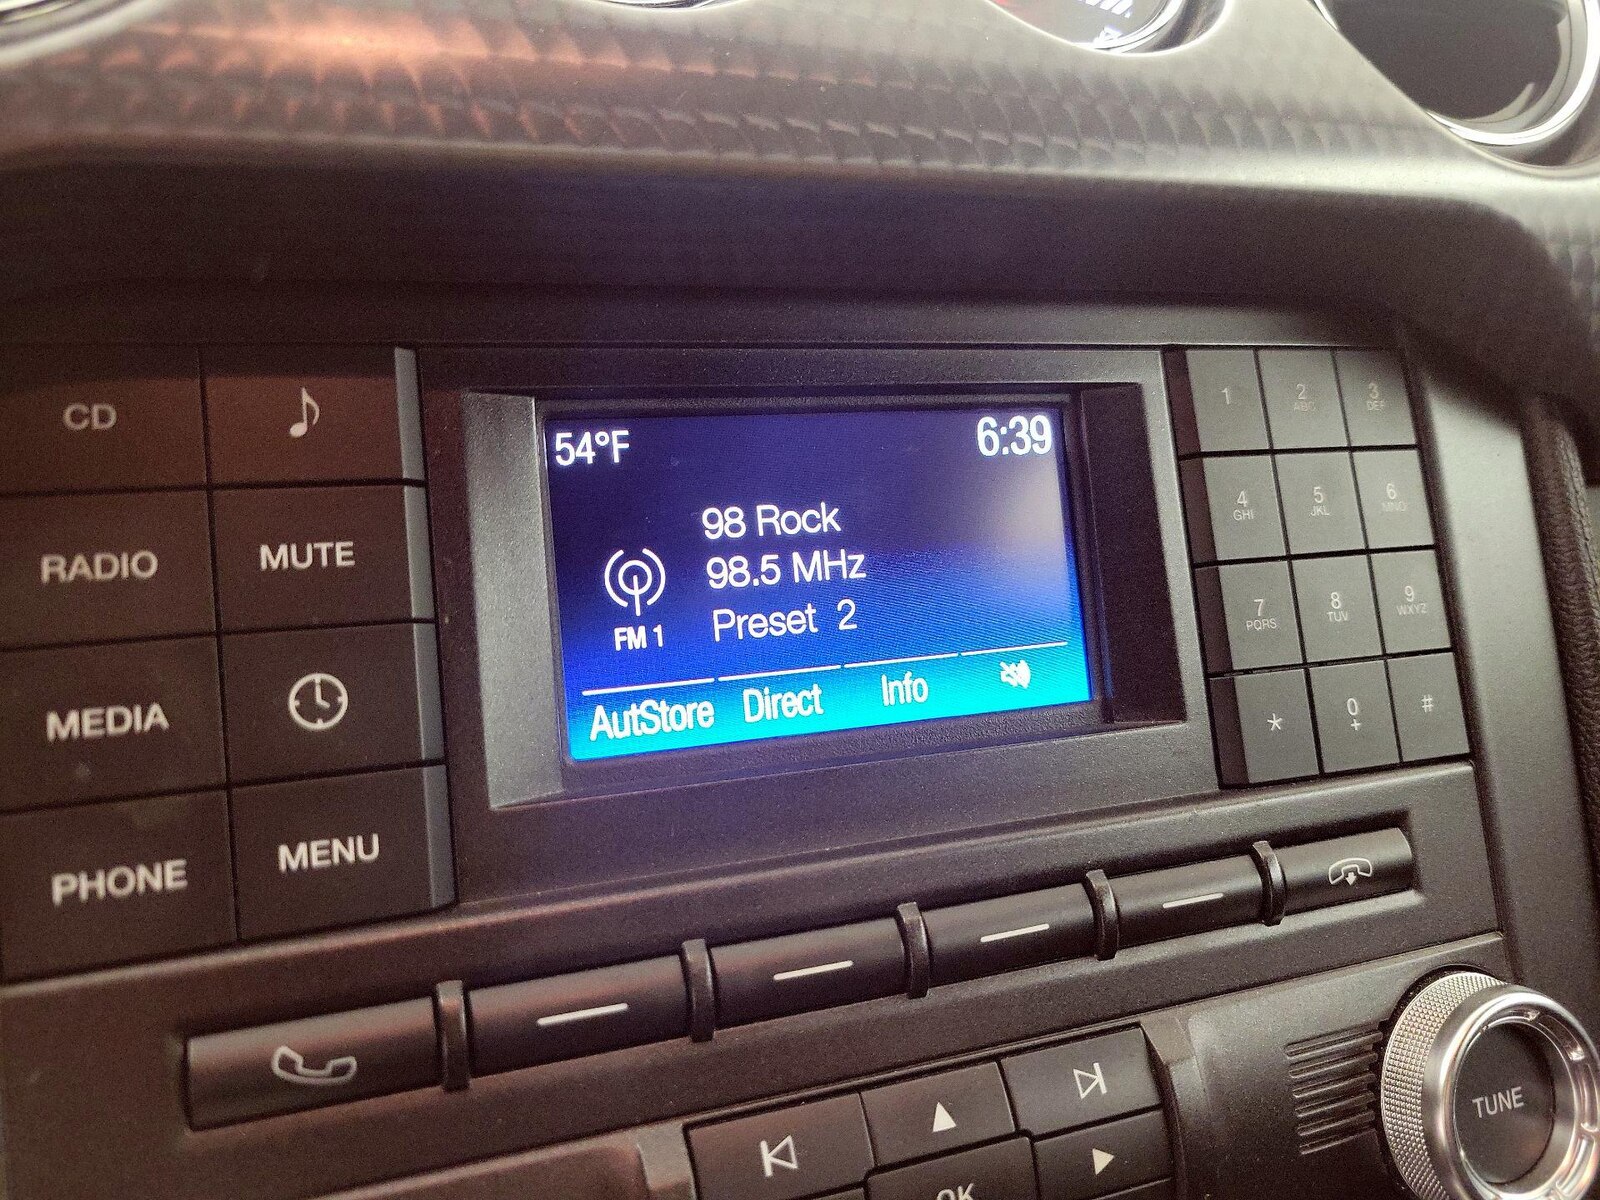 54°F 6:39
98 Rock
98.5 MHz
FM 1 Preset 2
AutStore Direct Info
CD
RADIO MUTE
MEDIA
PHONE MENU
1 2 ABC 3 DEF
4 GHI 5 JKL 6 MNO
7 PQRS 8 TUV 9 WXYZ
* 0 + #
TUNE
OK